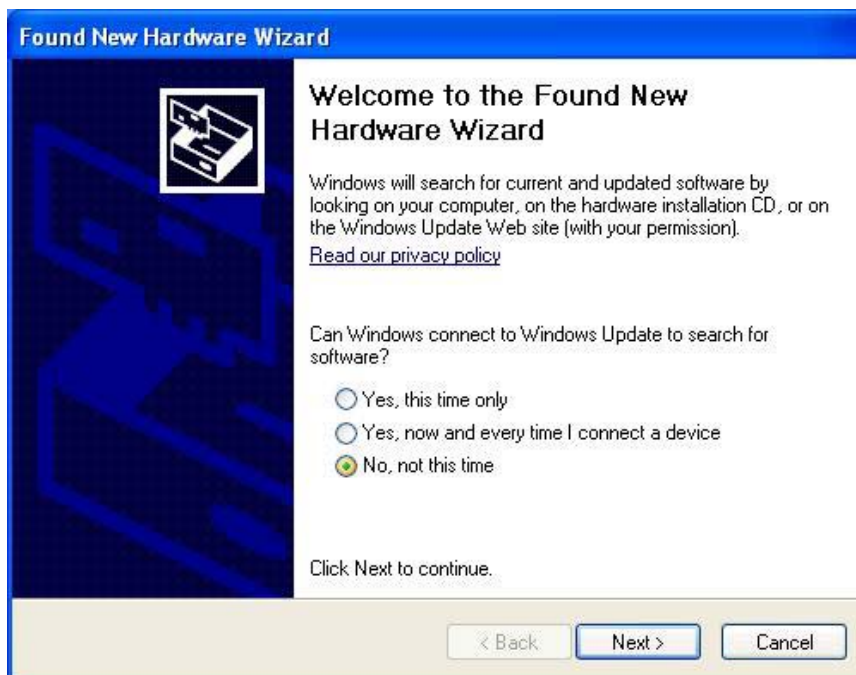 Found New Hardware Wizard
Welcome to the Found New
Hardware Wizard
Windows will search for current and updated software by
looking on your computer, on the hardware installation CD, or on
the Windows Update Web site (with your permission).
Read our privacy policy
Can Windows connect to Windows Update to search for
software?
Yes, this time only
Yes, now and every time I connect a device
No, not this time
Click Next to continue.
< Back
Next >
Cancel